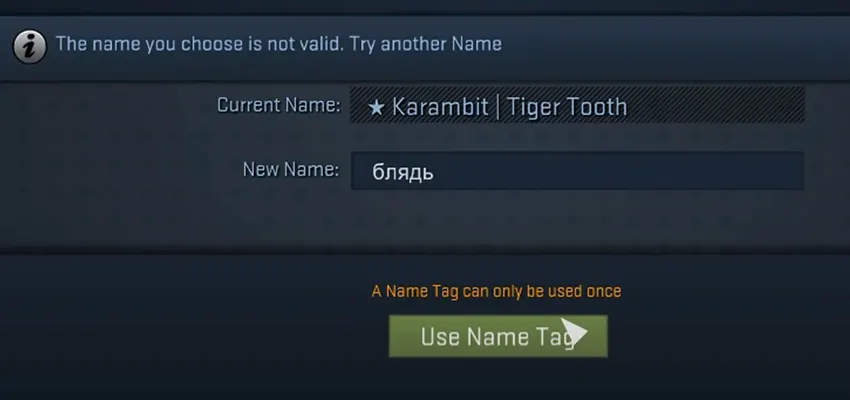 The name you choose is not valid. Try another Name
Current Name: ★ Karambit | Tiger Tooth
New Name: блядь
A Name Tag can only be used once
Use Name Tag